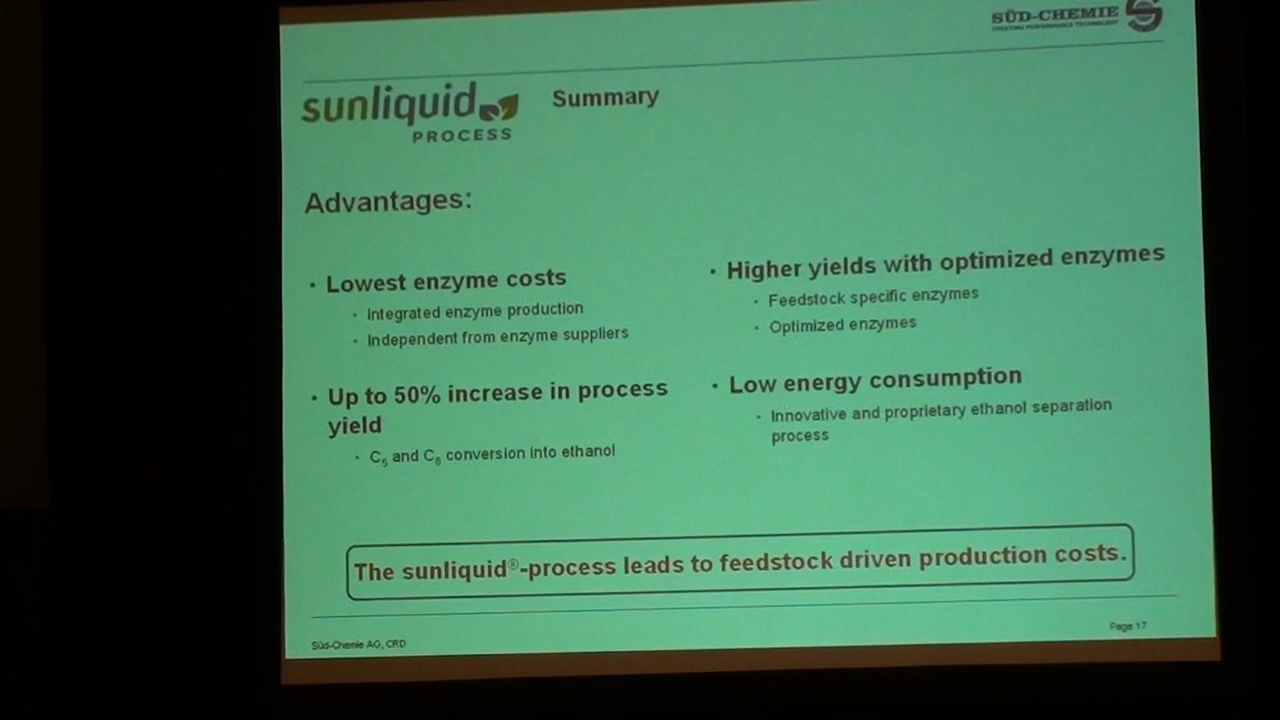 SÜD-CHEMIE
CREATING PERFORMANCE TECHNOLOGY
sunliquid
PROCESS
Summary
Advantages:
• Lowest enzyme costs
• Integrated enzyme production
• Independent from enzyme suppliers
• Up to 50% increase in process
yield
• C₅ and C₆ conversion into ethanol
• Higher yields with optimized enzymes
• Feedstock specific enzymes
• Optimized enzymes
• Low energy consumption
• Innovative and proprietary ethanol separation
process
The sunliquid®-process leads to feedstock driven production costs.
Süd-Chemie AG, CRD
Page 17